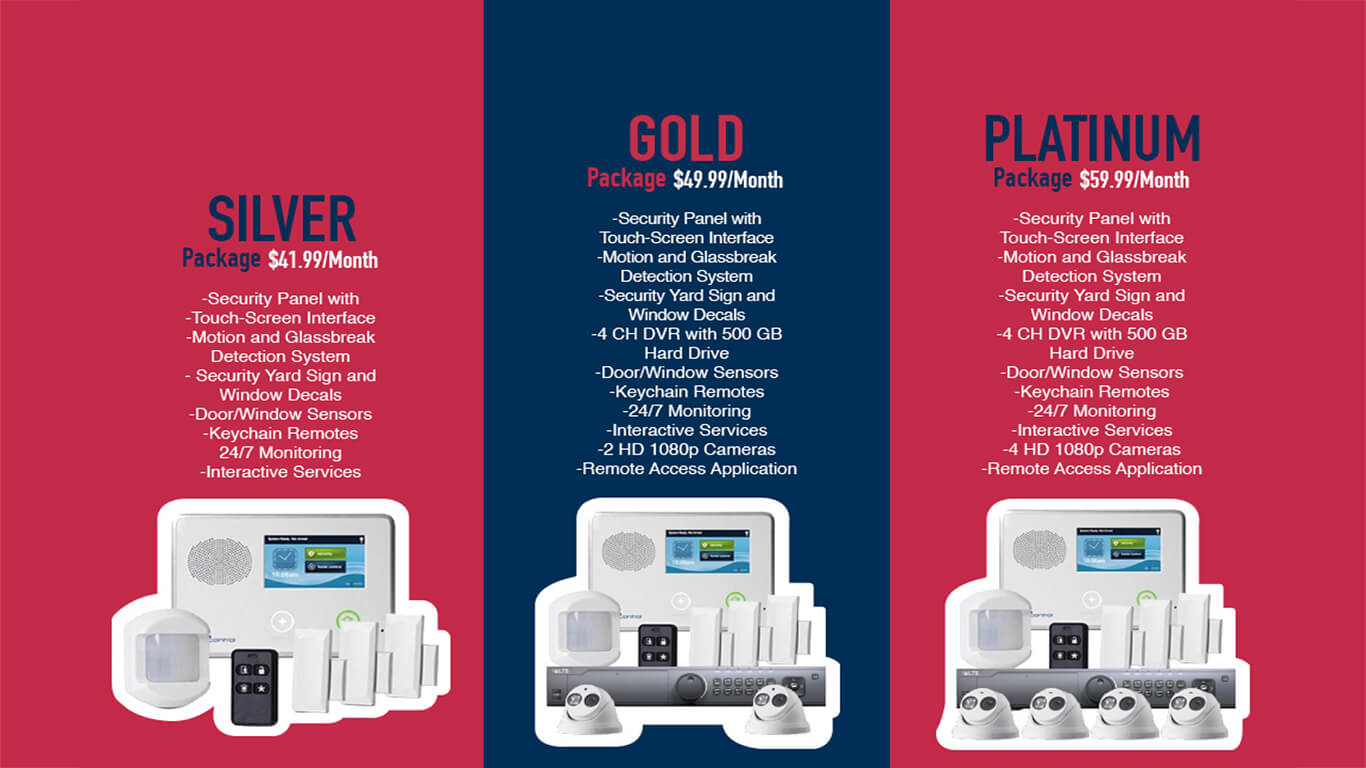 SILVER
Package $41.99/Month
-Security Panel with
-Touch-Screen Interface
-Motion and Glassbreak
Detection System
- Security Yard Sign and
Window Decals
-Door/Window Sensors
-Keychain Remotes
24/7 Monitoring
-Interactive Services
GOLD
Package $49.99/Month
-Security Panel with
Touch-Screen Interface
-Motion and Glassbreak
Detection System
-Security Yard Sign and
Window Decals
-4 CH DVR with 500 GB
Hard Drive
-Door/Window Sensors
-Keychain Remotes
-24/7 Monitoring
-Interactive Services
-2 HD 1080p Cameras
-Remote Access Application
PLATINUM
Package $59.99/Month
-Security Panel with
Touch-Screen Interface
-Motion and Glassbreak
Detection System
-Security Yard Sign and
Window Decals
-4 CH DVR with 500 GB
Hard Drive
-Door/Window Sensors
-Keychain Remotes
-24/7 Monitoring
-Interactive Services
-4 HD 1080p Cameras
-Remote Access Application